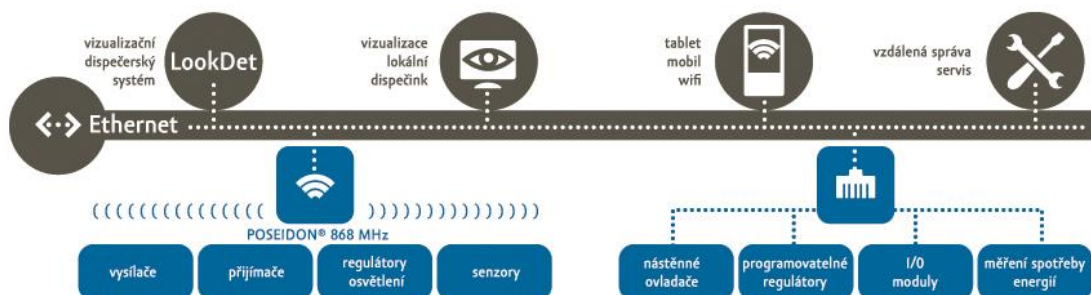 vizualizační
dispečerský
systém
LookDet
vizualizace
lokální
dispečink
tablet
mobil
wifi
vzdálená správa
servis
Ethernet
POSEIDON® 868 MHz
vysílače
přijímače
regulátory
osvětlení
senzory
nástěnné
ovladače
programovatelné
regulátory
I/0
moduly
měření spotřeby
energií